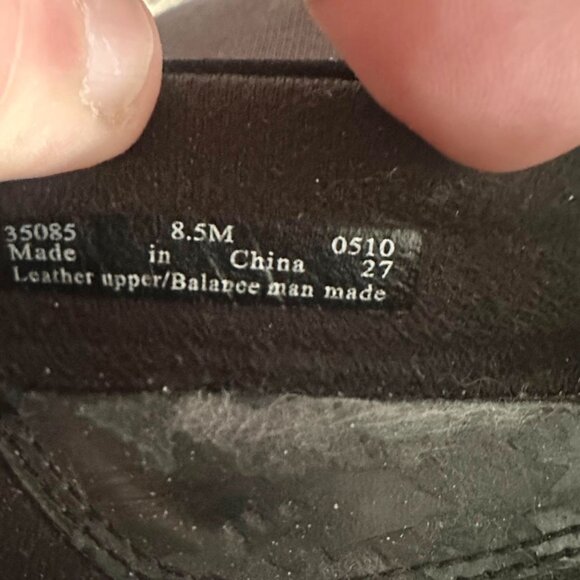 35085 8.5M 0510
Made in China 27
Leather upper/Balance man made